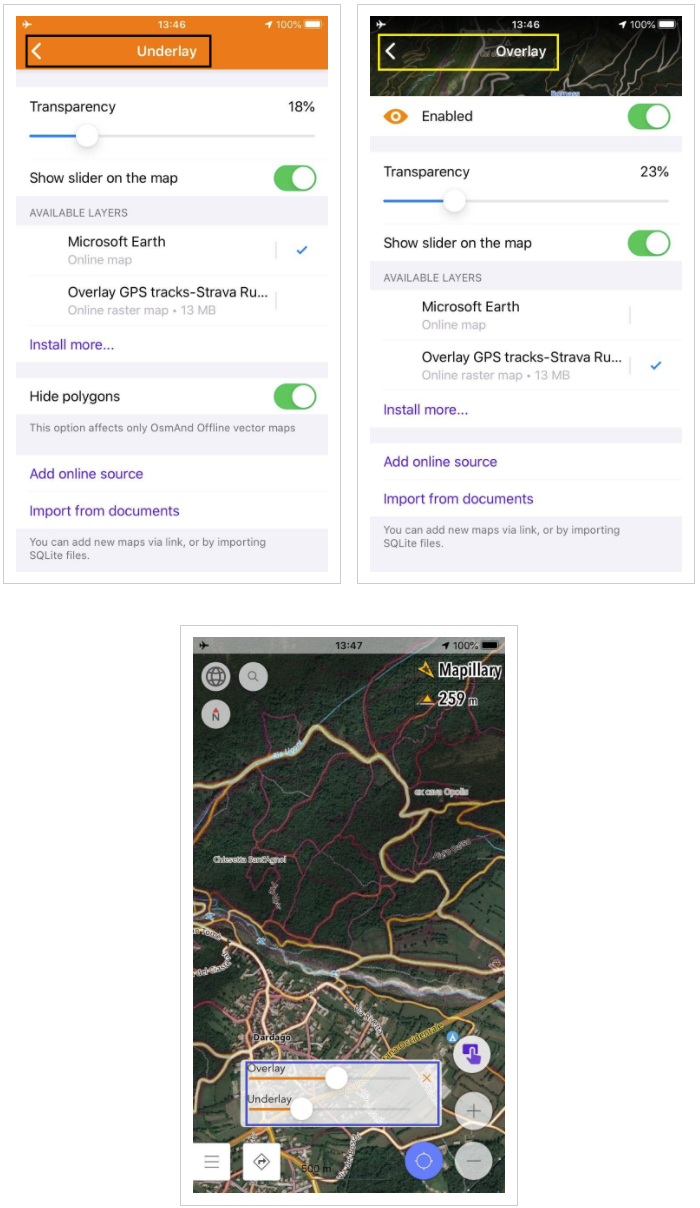 13:46
100%
Underlay
Transparency
18%
Show slider on the map
AVAILABLE LAYERS
Microsoft Earth
Online map
Overlay GPS tracks-Strava Ru...
Online raster map • 13 MB
Install more...
Hide polygons
This option affects only OsmAnd Offline vector maps
Add online source
Import from documents
You can add new maps via link, or by importing
SQLite files.
13:46
100%
Overlay
Enabled
Transparency
23%
Show slider on the map
AVAILABLE LAYERS
Microsoft Earth
Online map
Overlay GPS tracks-Strava Ru...
Online raster map • 13 MB
Install more...
Add online source
Import from documents
You can add new maps via link, or by importing
SQLite files.
13:47
100%
Mapillary
259 m
N
ex cava Opolis
Chiesetta Sant'Agnol
Dardago
Overlay
Underlay
500 m